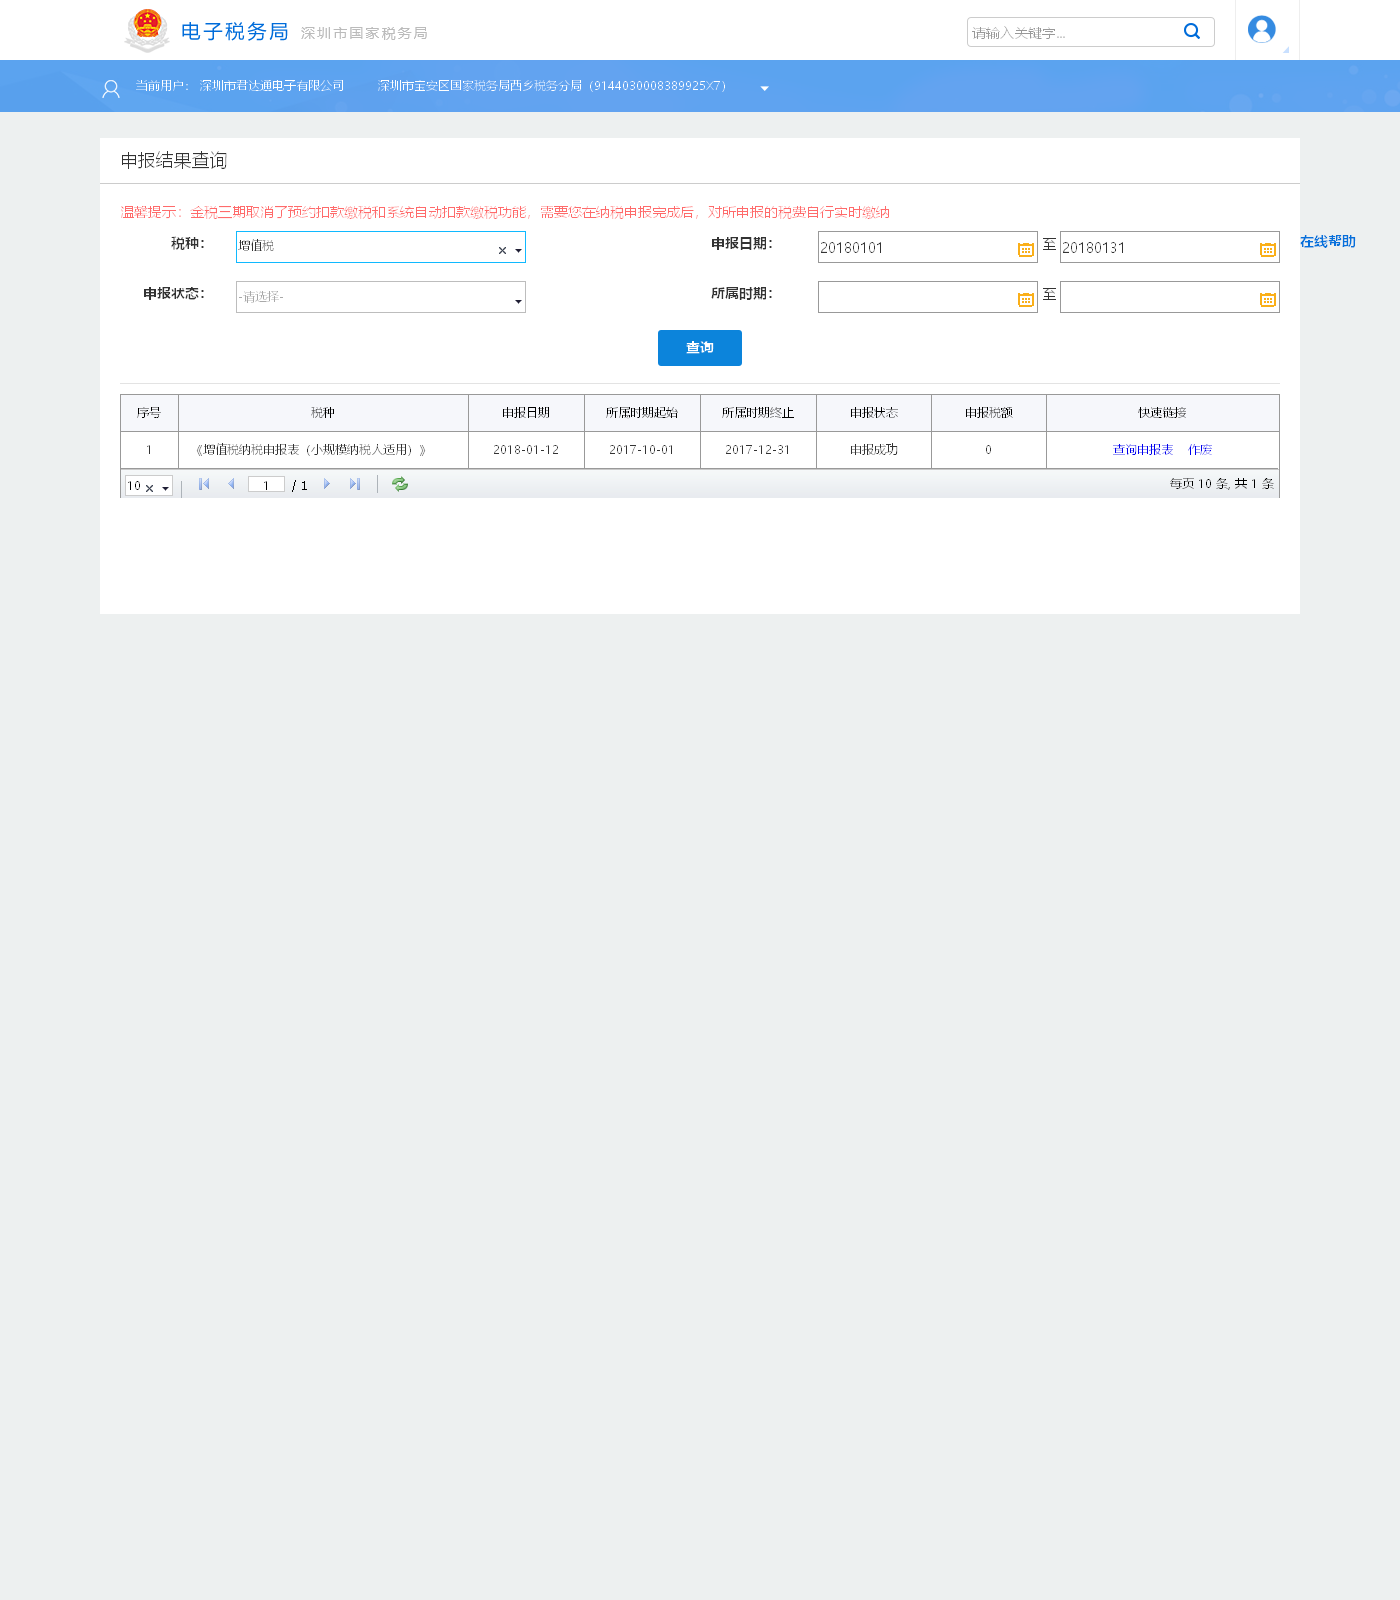 电子税务局 深圳市国家税务局 请输入关键字...
当前用户： 深圳市君达通电子有限公司 深圳市宝安区国家税务局西乡税务分局（9144030008389925X7）
申报结果查询
温馨提示：金税三期取消了预约扣款缴税和系统自动扣款缴税功能，需要您在纳税申报完成后，对所申报的税费自行实时缴纳
税种： 增值税 申报日期： 20180101 至 20180131 在线帮助
申报状态： -请选择- 所属时期： 至
查询
序号 税种 申报日期 所属时期起始 所属时期终止 申报状态 申报税额 快速链接
1 《增值税纳税申报表（小规模纳税人适用）》 2018-01-12 2017-10-01 2017-12-31 申报成功 0 查询申报表 作废
10 1 / 1 每页 10 条, 共 1 条